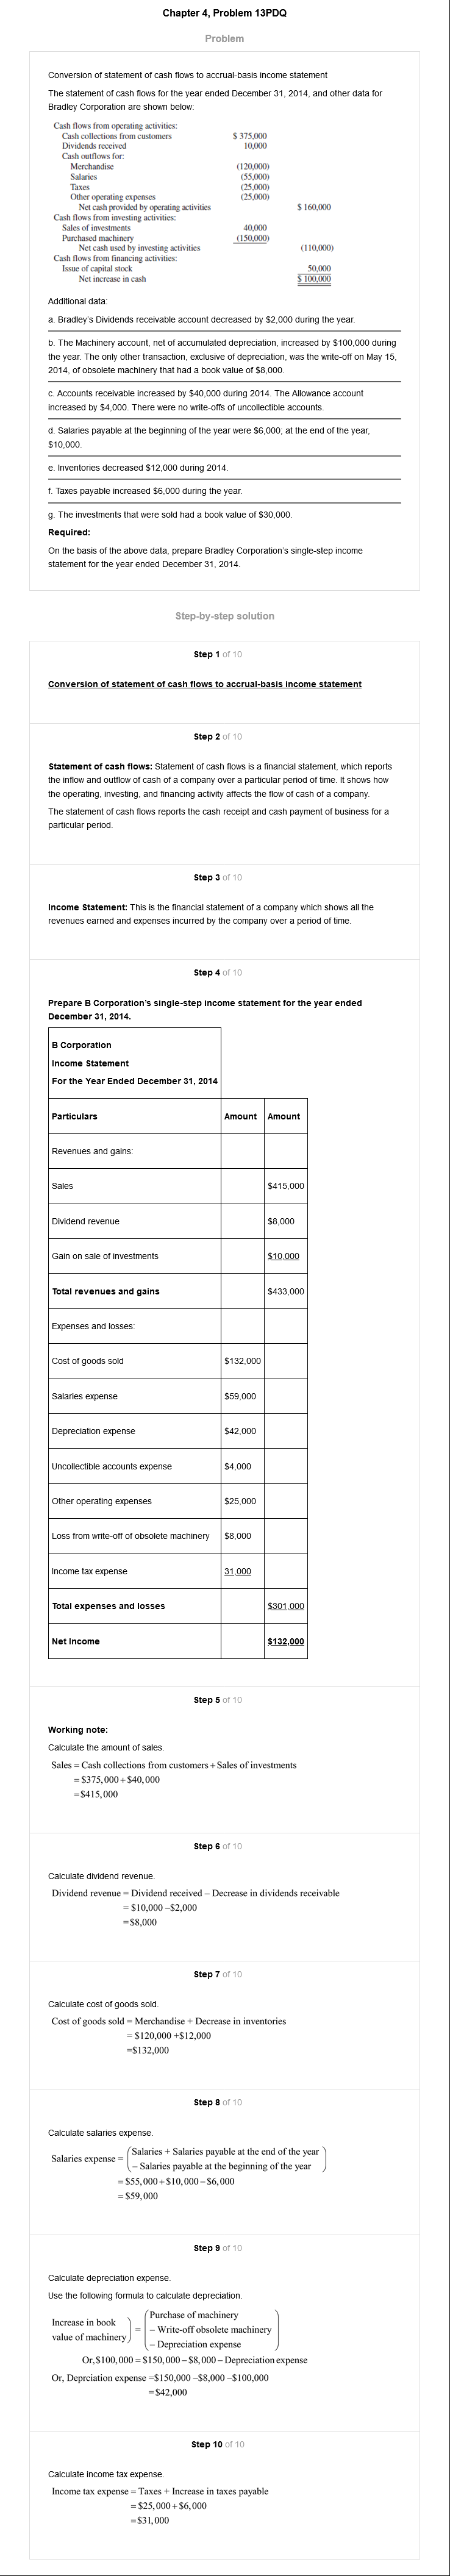 Chapter 4, Problem 13PDQ
Problem
Conversion of statement of cash flows to accrual-basis income statement
The statement of cash flows for the year ended December 31, 2014, and other data for
Bradley Corporation are shown below:
Cash flows from operating activities:
Cash collections from customers $ 375,000
Dividends received 10,000
Cash outflows for:
Merchandise (120,000)
Salaries (55,000)
Taxes (25,000)
Other operating expenses (25,000)
Net cash provided by operating activities $ 160,000
Cash flows from investing activities:
Sales of investments 40,000
Purchased machinery (150,000)
Net cash used by investing activities (110,000)
Cash flows from financing activities:
Issue of capital stock 50,000
Net increase in cash $ 100,000
Additional data:
a. Bradley's Dividends receivable account decreased by $2,000 during the year.
b. The Machinery account, net of accumulated depreciation, increased by $100,000 during
the year. The only other transaction, exclusive of depreciation, was the write-off on May 15,
2014, of obsolete machinery that had a book value of $8,000.
c. Accounts receivable increased by $40,000 during 2014. The Allowance account
increased by $4,000. There were no write-offs of uncollectible accounts.
d. Salaries payable at the beginning of the year were $6,000; at the end of the year,
$10,000.
e. Inventories decreased $12,000 during 2014.
f. Taxes payable increased $6,000 during the year.
g. The investments that were sold had a book value of $30,000.
Required:
On the basis of the above data, prepare Bradley Corporation's single-step income
statement for the year ended December 31, 2014.
Step-by-step solution
Step 1 of 10
Conversion of statement of cash flows to accrual-basis income statement
Step 2 of 10
Statement of cash flows: Statement of cash flows is a financial statement, which reports
the inflow and outflow of cash of a company over a particular period of time. It shows how
the operating, investing, and financing activity affects the flow of cash of a company.
The statement of cash flows reports the cash receipt and cash payment of business for a
particular period.
Step 3 of 10
Income Statement: This is the financial statement of a company which shows all the
revenues earned and expenses incurred by the company over a period of time.
Step 4 of 10
Prepare B Corporation's single-step income statement for the year ended
December 31, 2014.
B Corporation
Income Statement
For the Year Ended December 31, 2014
Particulars Amount Amount
Revenues and gains:
Sales $415,000
Dividend revenue $8,000
Gain on sale of investments $10,000
Total revenues and gains $433,000
Expenses and losses:
Cost of goods sold $132,000
Salaries expense $59,000
Depreciation expense $42,000
Uncollectible accounts expense $4,000
Other operating expenses $25,000
Loss from write-off of obsolete machinery $8,000
Income tax expense 31,000
Total expenses and losses $301,000
Net Income $132,000
Step 5 of 10
Working note:
Calculate the amount of sales.
Sales = Cash collections from customers + Sales of investments
= $375,000 + $40,000
= $415,000
Step 6 of 10
Calculate dividend revenue.
Dividend revenue = Dividend received – Decrease in dividends receivable
= $10,000 –$2,000
= $8,000
Step 7 of 10
Calculate cost of goods sold.
Cost of goods sold = Merchandise + Decrease in inventories
= $120,000 +$12,000
=$132,000
Step 8 of 10
Calculate salaries expense.
Salaries expense = (Salaries + Salaries payable at the end of the year
– Salaries payable at the beginning of the year)
= $55,000 + $10,000 – $6,000
= $59,000
Step 9 of 10
Calculate depreciation expense.
Use the following formula to calculate depreciation.
Increase in book value of machinery) = (Purchase of machinery
– Write-off obsolete machinery
– Depreciation expense)
Or, $100,000 = $150,000 – $8,000 – Depreciation expense
Or, Deprciation expense =$150,000 –$8,000 –$100,000
= $42,000
Step 10 of 10
Calculate income tax expense.
Income tax expense = Taxes + Increase in taxes payable
= $25,000 + $6,000
= $31,000